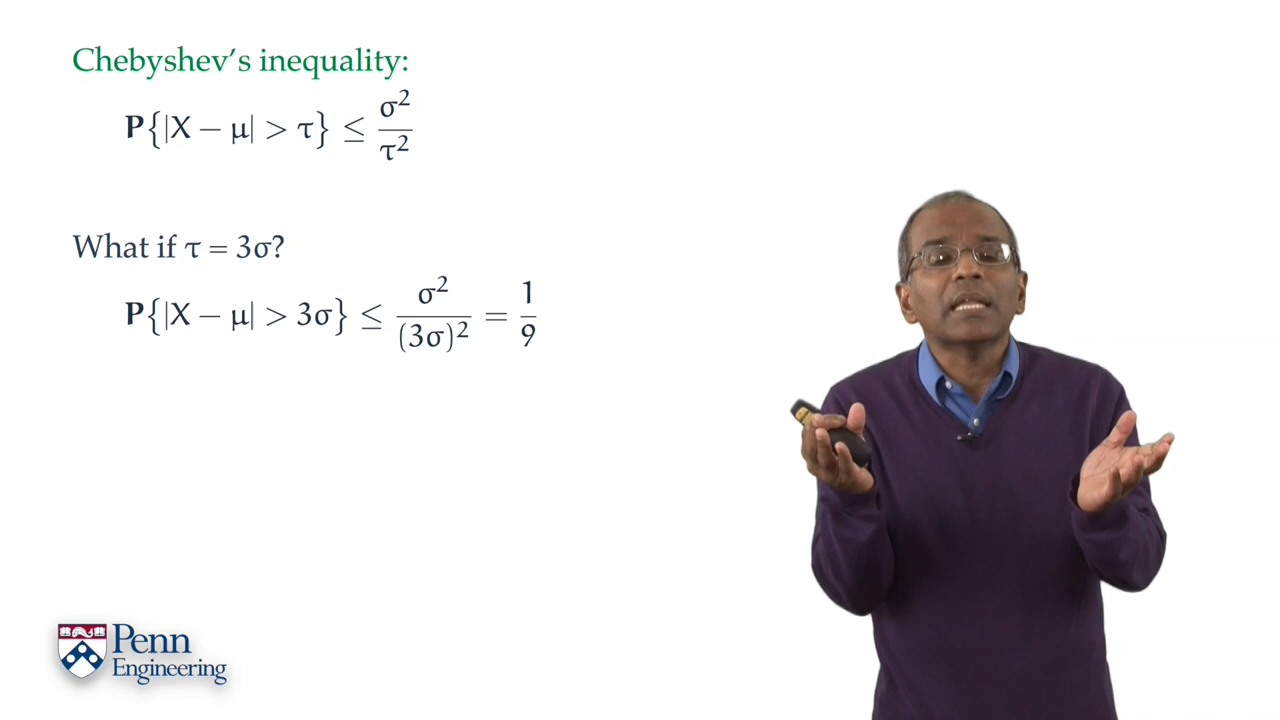 Chebyshev's inequality:
P{|X − μ| > τ} ≤ σ²/τ²
What if τ = 3σ?
P{|X − μ| > 3σ} ≤ σ²/(3σ)² = 1/9
Penn
Engineering